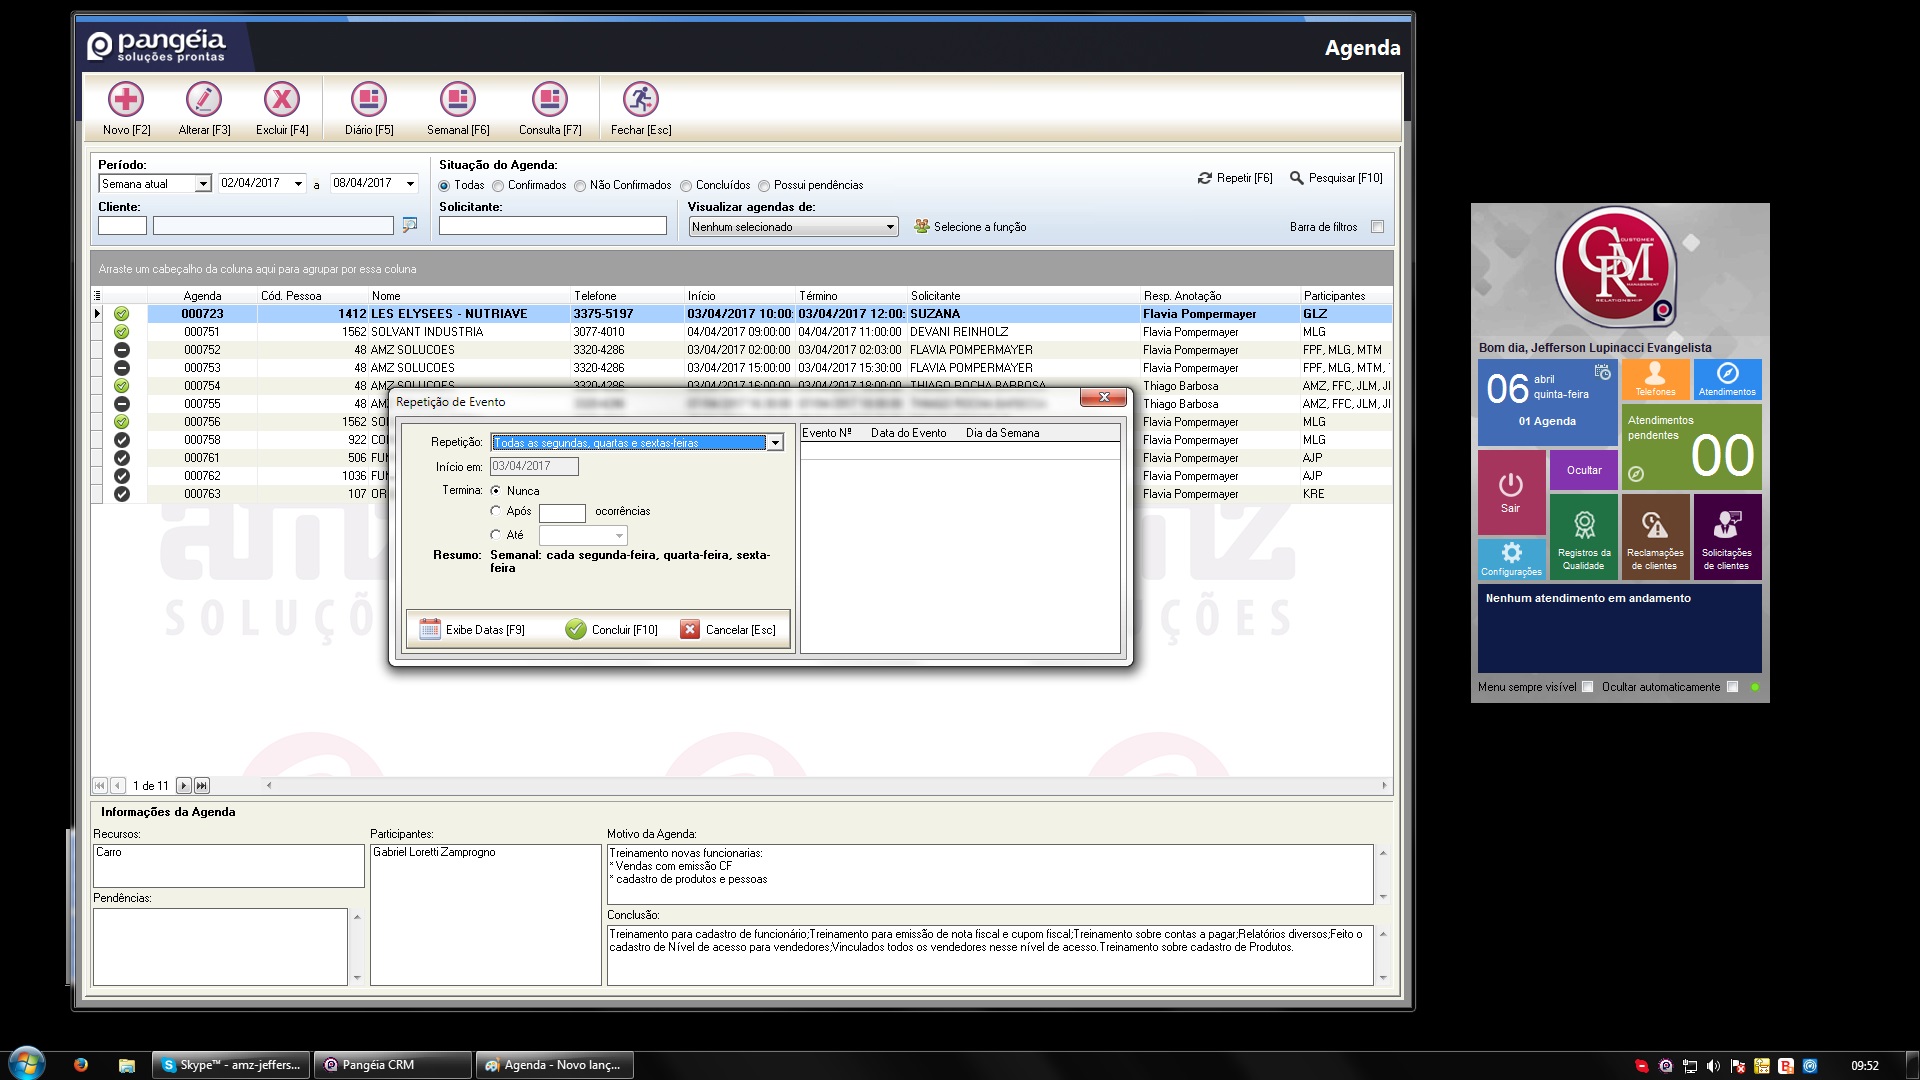 pangéia
soluções prontas
Agenda
Novo [F2] Alterar [F3] Excluir [F4] Diário [F5] Semanal [F6] Consulta [F7] Fechar [Esc]
Período:
Semana atual 02/04/2017 a 08/04/2017
Cliente:
Situação do Agenda:
Todas Confirmados Não Confirmados Concluídos Possui pendências
Solicitante:
Visualizar agendas de:
Nenhum selecionado Selecione a função
Repetir [F6] Pesquisar [F10]
Barra de filtros
Arraste um cabeçalho da coluna aqui para agrupar por essa coluna
Agenda Cód. Pessoa Nome Telefone Início Término Solicitante Resp. Anotação Participantes
000723 1412 LES ELYSEES - NUTRIAVE 3375-5197 03/04/2017 10:00: 03/04/2017 12:00: SUZANA Flavia Pompermayer GLZ
000751 1562 SOLVANT INDUSTRIA 3077-4010 04/04/2017 09:00:00 04/04/2017 11:00:00 DEVANI REINHOLZ Flavia Pompermayer MLG
000752 48 AMZ SOLUCOES 3320-4286 03/04/2017 02:00:00 03/04/2017 02:03:00 FLAVIA POMPERMAYER Flavia Pompermayer FPF, MLG, MTM
000753 48 AMZ SOLUCOES 3320-4286 03/04/2017 15:00:00 03/04/2017 15:30:00 FLAVIA POMPERMAYER Flavia Pompermayer FPF, MLG, MTM,
000754 48 AMZ SOLUCOES 3320-4286 03/04/2017 16:00:00 03/04/2017 18:00:00 THIAGO ROCHA BARBOSA Thiago Barbosa AMZ, FFC, JLM, JI
000755 48 AMZ Thiago Barbosa AMZ, FFC, JLM, JI
000756 1562 SO Flavia Pompermayer MLG
000758 922 CO Flavia Pompermayer MLG
000761 506 FU Flavia Pompermayer AJP
000762 1036 FU Flavia Pompermayer AJP
000763 107 OR Flavia Pompermayer KRE
Repetição de Evento
Repetição: Todas as segundas, quartas e sextas-feiras
Início em: 03/04/2017
Termina: Nunca
Após ocorrências
Até
Resumo: Semanal: cada segunda-feira, quarta-feira, sexta-
feira
Exibe Datas [F9] Concluir [F10] Cancelar [Esc]
Evento Nº Data do Evento Dia da Semana
1 de 11
Informações da Agenda
Recursos:
Carro
Pendências:
Participantes:
Gabriel Loretti Zamprogno
Motivo da Agenda:
Treinamento novas funcionarias:
* Vendas com emissão CF
* cadastro de produtos e pessoas
Conclusão:
Treinamento para cadastro de funcionário;Treinamento para emissão de nota fiscal e cupom fiscal;Treinamento sobre contas a pagar;Relatórios diversos;Feito o
cadastro de Nível de acesso para vendedores;Vinculados todos os vendedores nesse nível de acesso.Treinamento sobre cadastro de Produtos.
CUSTOMER
CRM
MANAGEMENT
RELATIONSHIP
Bom dia, Jefferson Lupinacci Evangelista
06 abril
quinta-feira
01 Agenda
Telefones
Atendimentos
Atendimentos
pendentes
00
Sair
Ocultar
Configurações
Registros da
Qualidade
Reclamações
de clientes
Solicitações
de clientes
Nenhum atendimento em andamento
Menu sempre visível Ocultar automaticamente
Skype™ - amz-jeffers... Pangéia CRM Agenda - Novo lanç...
09:52